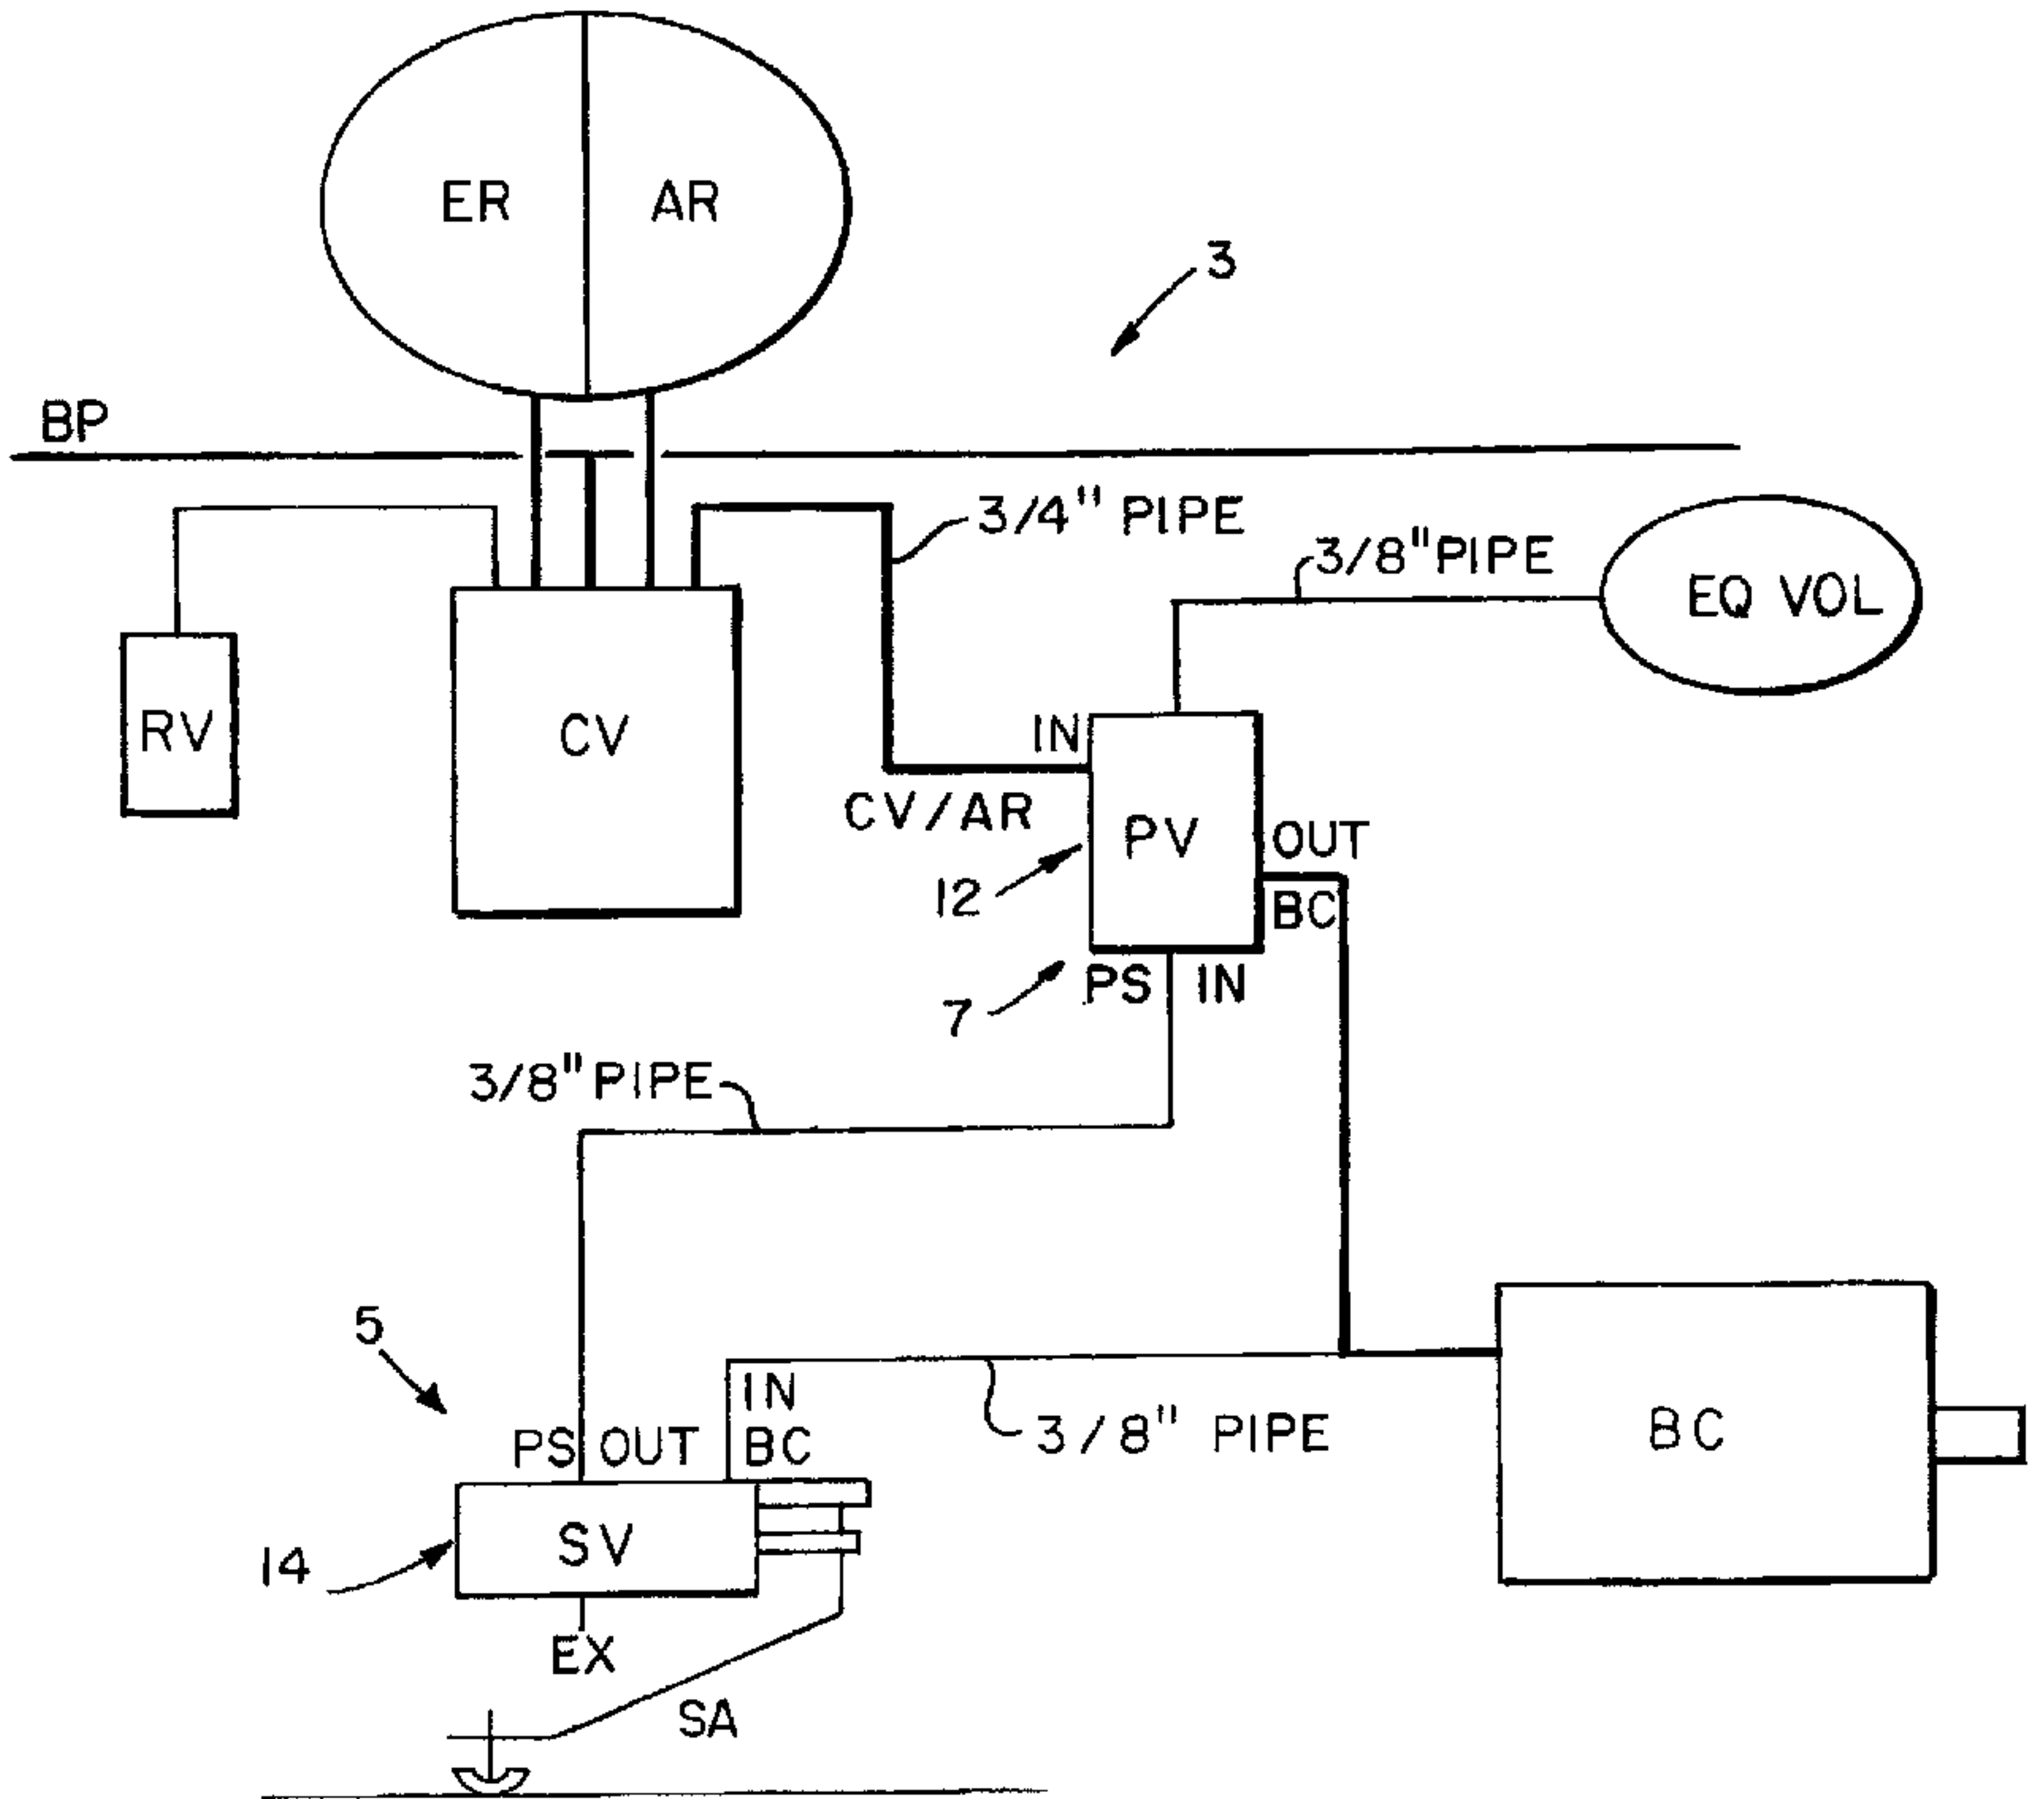 ER
AR
3
BP
3/4" PIPE
3/8" PIPE
EQ VOL
RV
CV
IN
CV/AR
PV
OUT
BC
12
7
PS IN
3/8" PIPE
5
IN
PS OUT BC
3/8" PIPE
BC
SV
14
EX
SA